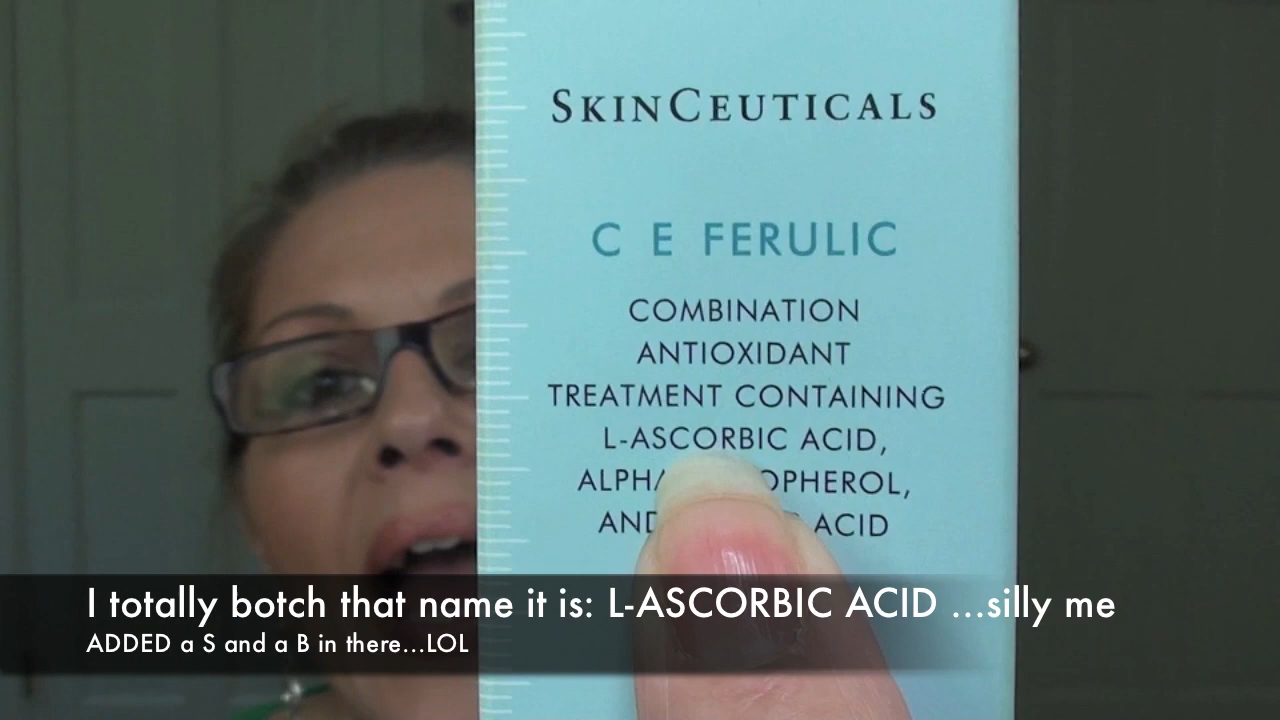 SKINCEUTICALS
C E FERULIC
COMBINATION
ANTIOXIDANT
TREATMENT CONTAINING
L-ASCORBIC ACID,
ACID
I totally botch that name it is: L-ASCORBIC ACID ...silly me
ADDED a S and a B in there...LOL